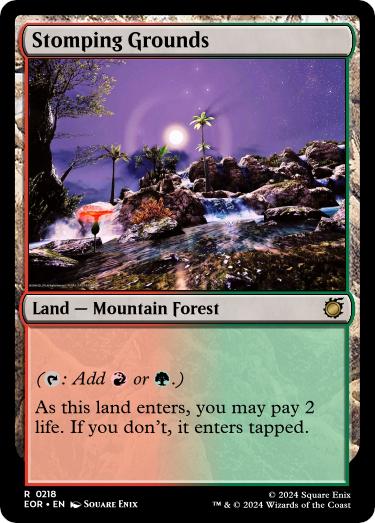 Stomping Grounds
Land — Mountain Forest
(: Add or .)
As this land enters, you may pay 2
life. If you don't, it enters tapped.
R 0218
EOR • EN SQUARE ENIX
© 2024 Square Enix
™ & © 2024 Wizards of the Coast